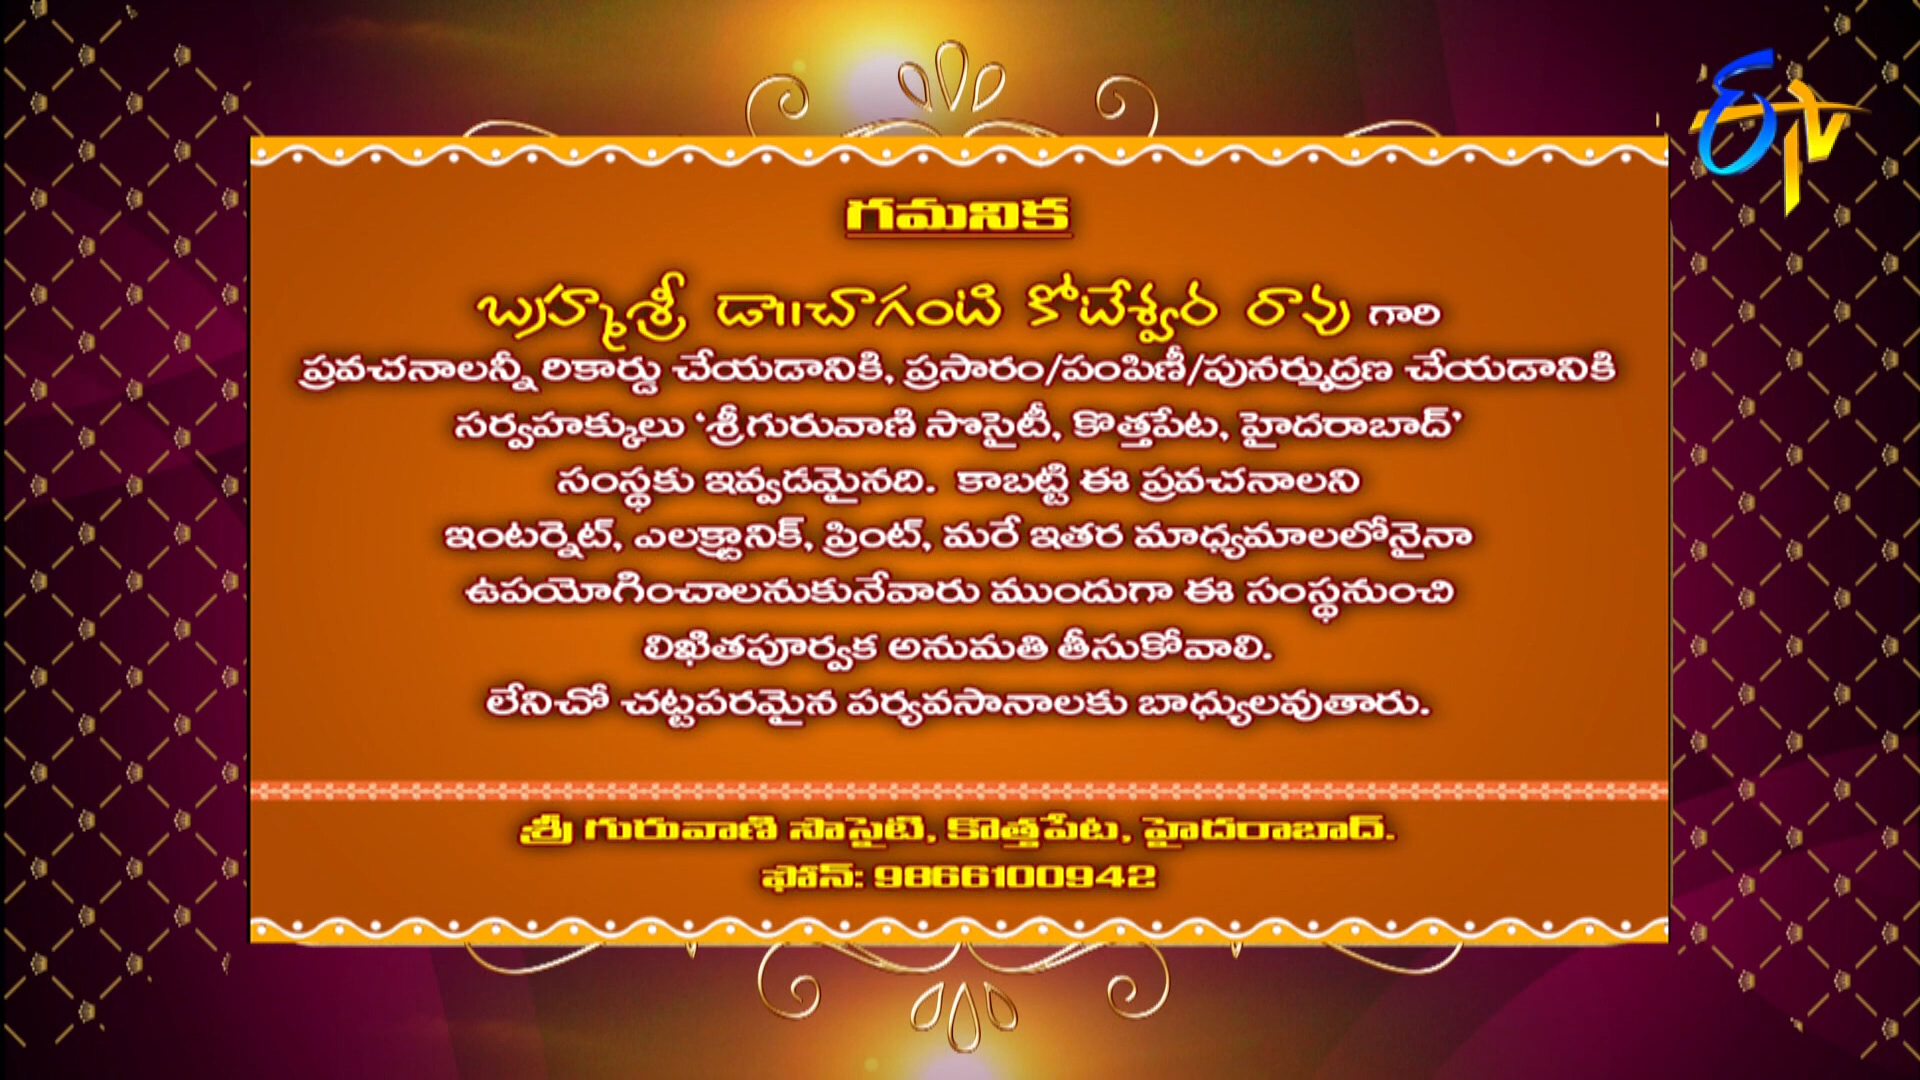 ఈTV
గమనిక
బ్రహ్మశ్రీ డా॥చాగంటి కోటేశ్వర రావు గారి
ప్రవచనాలన్నీ రికార్డు చేయడానికి, ప్రసారం/పంపిణీ/పునర్ముద్రణ చేయడానికి
సర్వహక్కులు ‘శ్రీగురువాణి సొసైటీ, కొత్తపేట, హైదరాబాద్’
సంస్థకు ఇవ్వడమైనది. కాబట్టి ఈ ప్రవచనాలని
ఇంటర్నెట్, ఎలక్ట్రానిక్, ప్రింట్, మరే ఇతర మాధ్యమాలలోనైనా
ఉపయోగించాలనుకునేవారు ముందుగా ఈ సంస్థనుంచి
లిఖితపూర్వక అనుమతి తీసుకోవాలి.
లేనిచో చట్టపరమైన పర్యవసానాలకు బాధ్యులవుతారు.
శ్రీ గురువాణి సొసైటి, కొత్తపేట, హైదరాబాద్.
ఫోన్: 9866100942